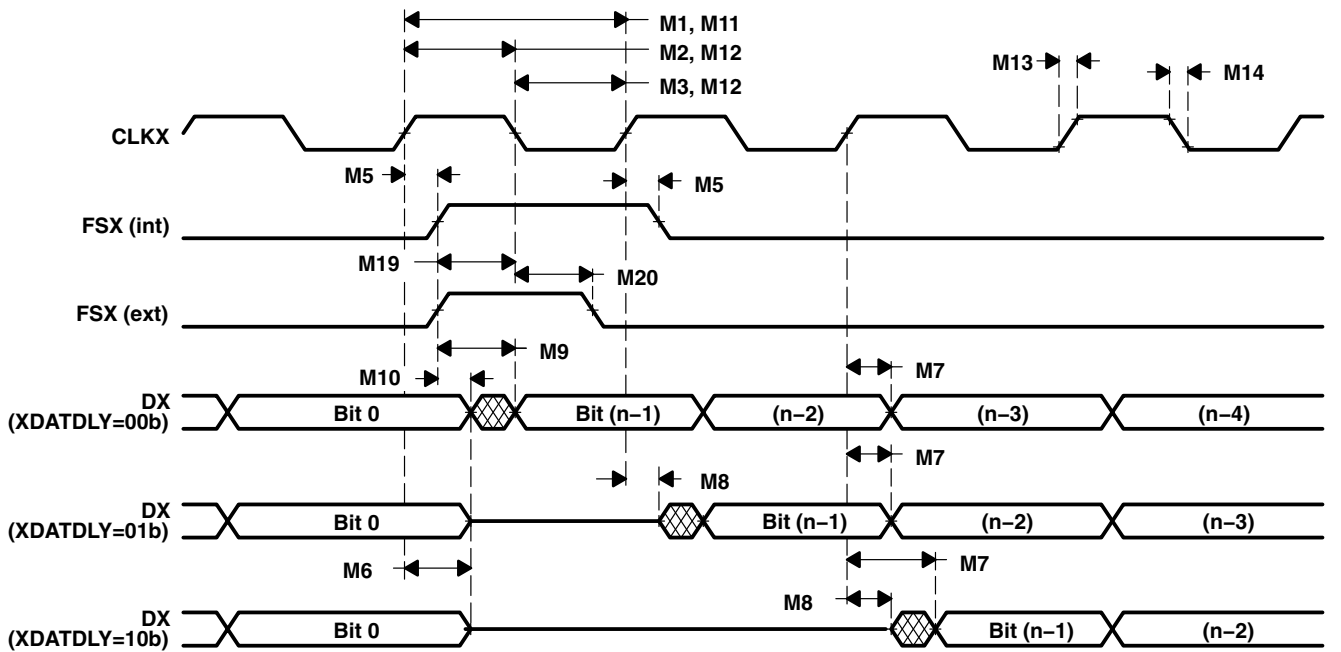 M1, M11
M2, M12
M3, M12
M13
M14
CLKX
M5
M5
FSX (int)
M19
M20
FSX (ext)
M9
M10
M7
DX
(XDATDLY=00b)
Bit 0
Bit (n−1)
(n−2)
(n−3)
(n−4)
M7
M8
DX
(XDATDLY=01b)
Bit 0
Bit (n−1)
(n−2)
(n−3)
M6
M7
M8
DX
(XDATDLY=10b)
Bit 0
Bit (n−1)
(n−2)